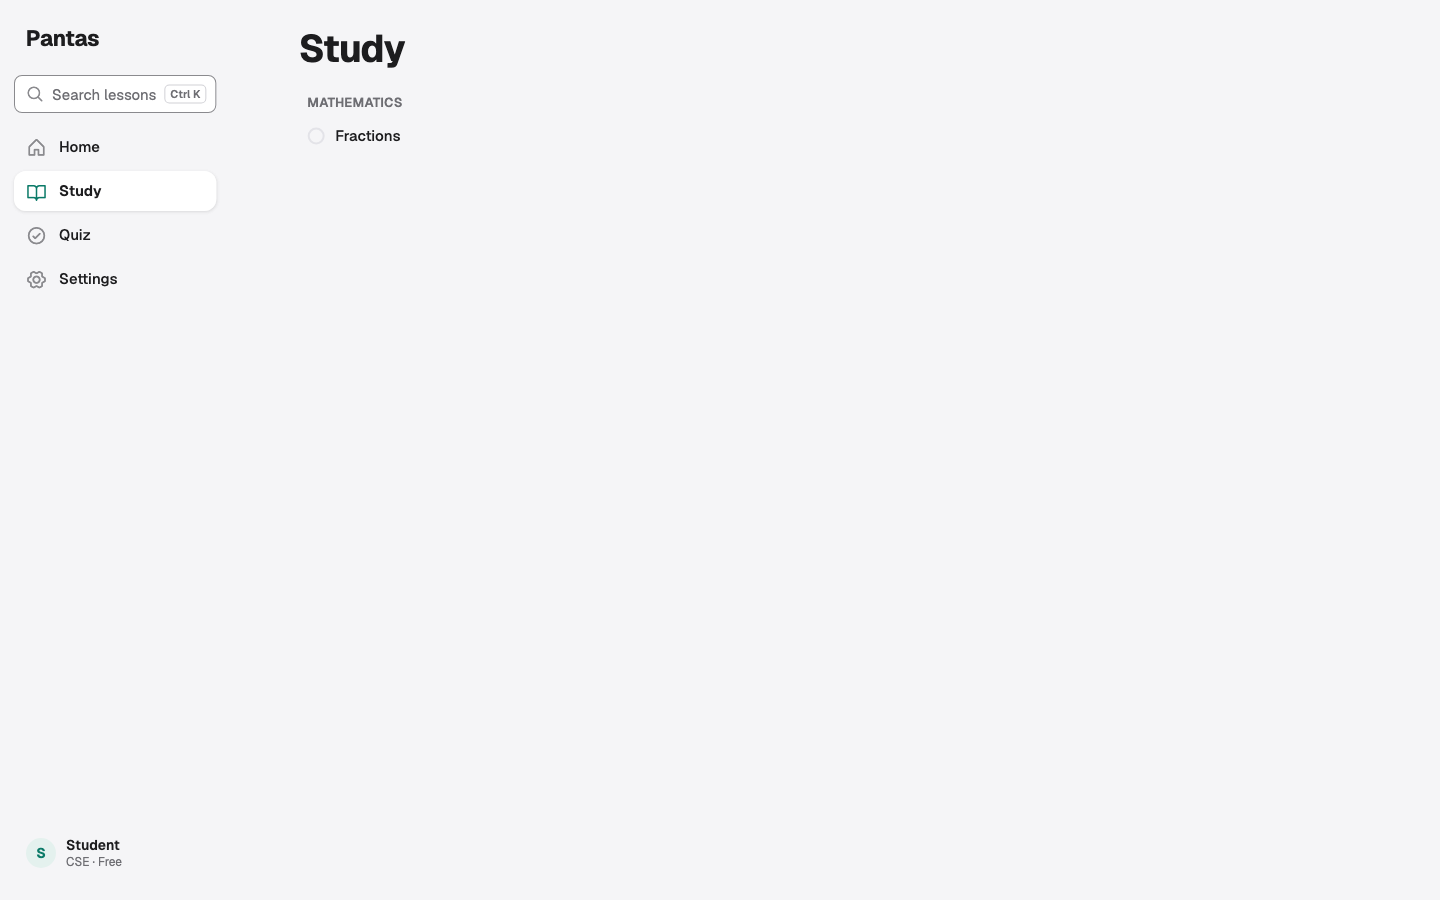 Pantas
Search lessons Ctrl K
Home
Study
Quiz
Settings
Study
MATHEMATICS
Fractions
S
Student
CSE · Free